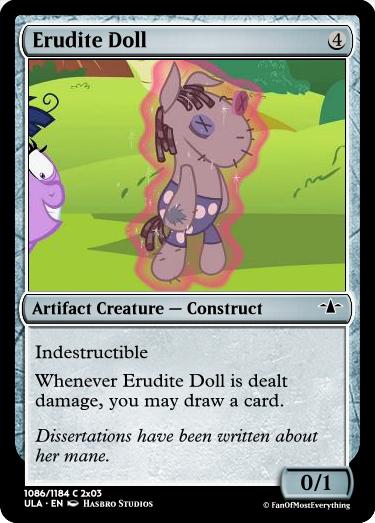 Erudite Doll 4
Artifact Creature — Construct
Indestructible
Whenever Erudite Doll is dealt
damage, you may draw a card.
Dissertations have been written about
her mane.
0/1
1086/1184 C 2x03
ULA • EN Hasbro Studios
© FanOfMostEverything